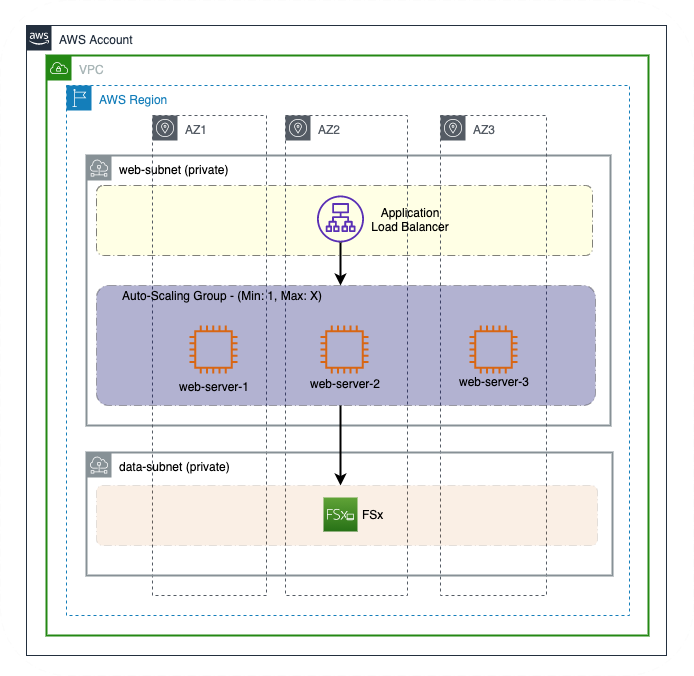 aws
AWS Account
VPC
AWS Region
AZ1
AZ2
AZ3
web-subnet (private)
Application
Load Balancer
Auto-Scaling Group - (Min: 1, Max: X)
web-server-1
web-server-2
web-server-3
data-subnet (private)
FSx
FSx